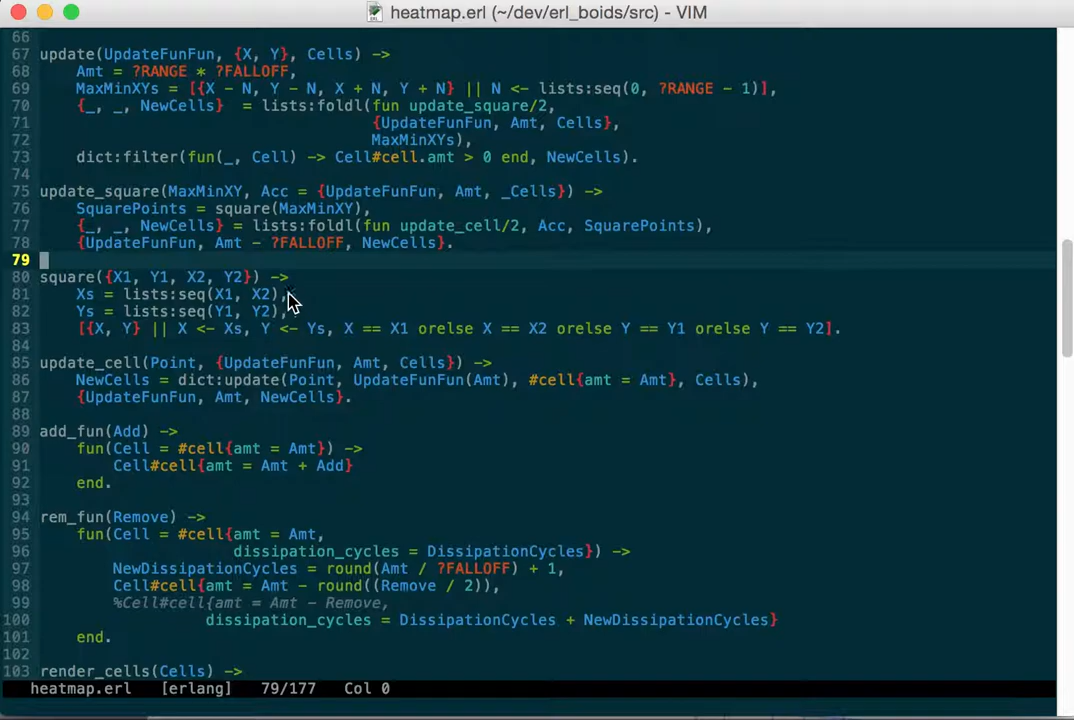 heatmap.erl (~/dev/erl_boids/src) - VIM
66
67 update(UpdateFunFun, {X, Y}, Cells) ->
68     Amt = ?RANGE * ?FALLOFF,
69     MaxMinXYs = [{X - N, Y - N, X + N, Y + N} || N <- lists:seq(0, ?RANGE - 1)],
70     {_, _, NewCells}  = lists:foldl(fun update_square/2,
71                                     {UpdateFunFun, Amt, Cells},
72                                     MaxMinXYs),
73     dict:filter(fun(_, Cell) -> Cell#cell.amt > 0 end, NewCells).
74
75 update_square(MaxMinXY, Acc = {UpdateFunFun, Amt, _Cells}) ->
76     SquarePoints = square(MaxMinXY),
77     {_, _, NewCells} = lists:foldl(fun update_cell/2, Acc, SquarePoints),
78     {UpdateFunFun, Amt - ?FALLOFF, NewCells}.
79
80 square({X1, Y1, X2, Y2}) ->
81     Xs = lists:seq(X1, X2),
82     Ys = lists:seq(Y1, Y2),
83     [{X, Y} || X <- Xs, Y <- Ys, X == X1 orelse X == X2 orelse Y == Y1 orelse Y == Y2].
84
85 update_cell(Point, {UpdateFunFun, Amt, Cells}) ->
86     NewCells = dict:update(Point, UpdateFunFun(Amt), #cell{amt = Amt}, Cells),
87     {UpdateFunFun, Amt, NewCells}.
88
89 add_fun(Add) ->
90     fun(Cell = #cell{amt = Amt}) ->
91         Cell#cell{amt = Amt + Add}
92     end.
93
94 rem_fun(Remove) ->
95     fun(Cell = #cell{amt = Amt,
96                      dissipation_cycles = DissipationCycles}) ->
97         NewDissipationCycles = round(Amt / ?FALLOFF) + 1,
98         Cell#cell{amt = Amt - round((Remove / 2)),
99         %Cell#cell{amt = Amt - Remove,
100                   dissipation_cycles = DissipationCycles + NewDissipationCycles}
101     end.
102
103 render_cells(Cells) ->
heatmap.erl   [erlang]   79/177   Col 0